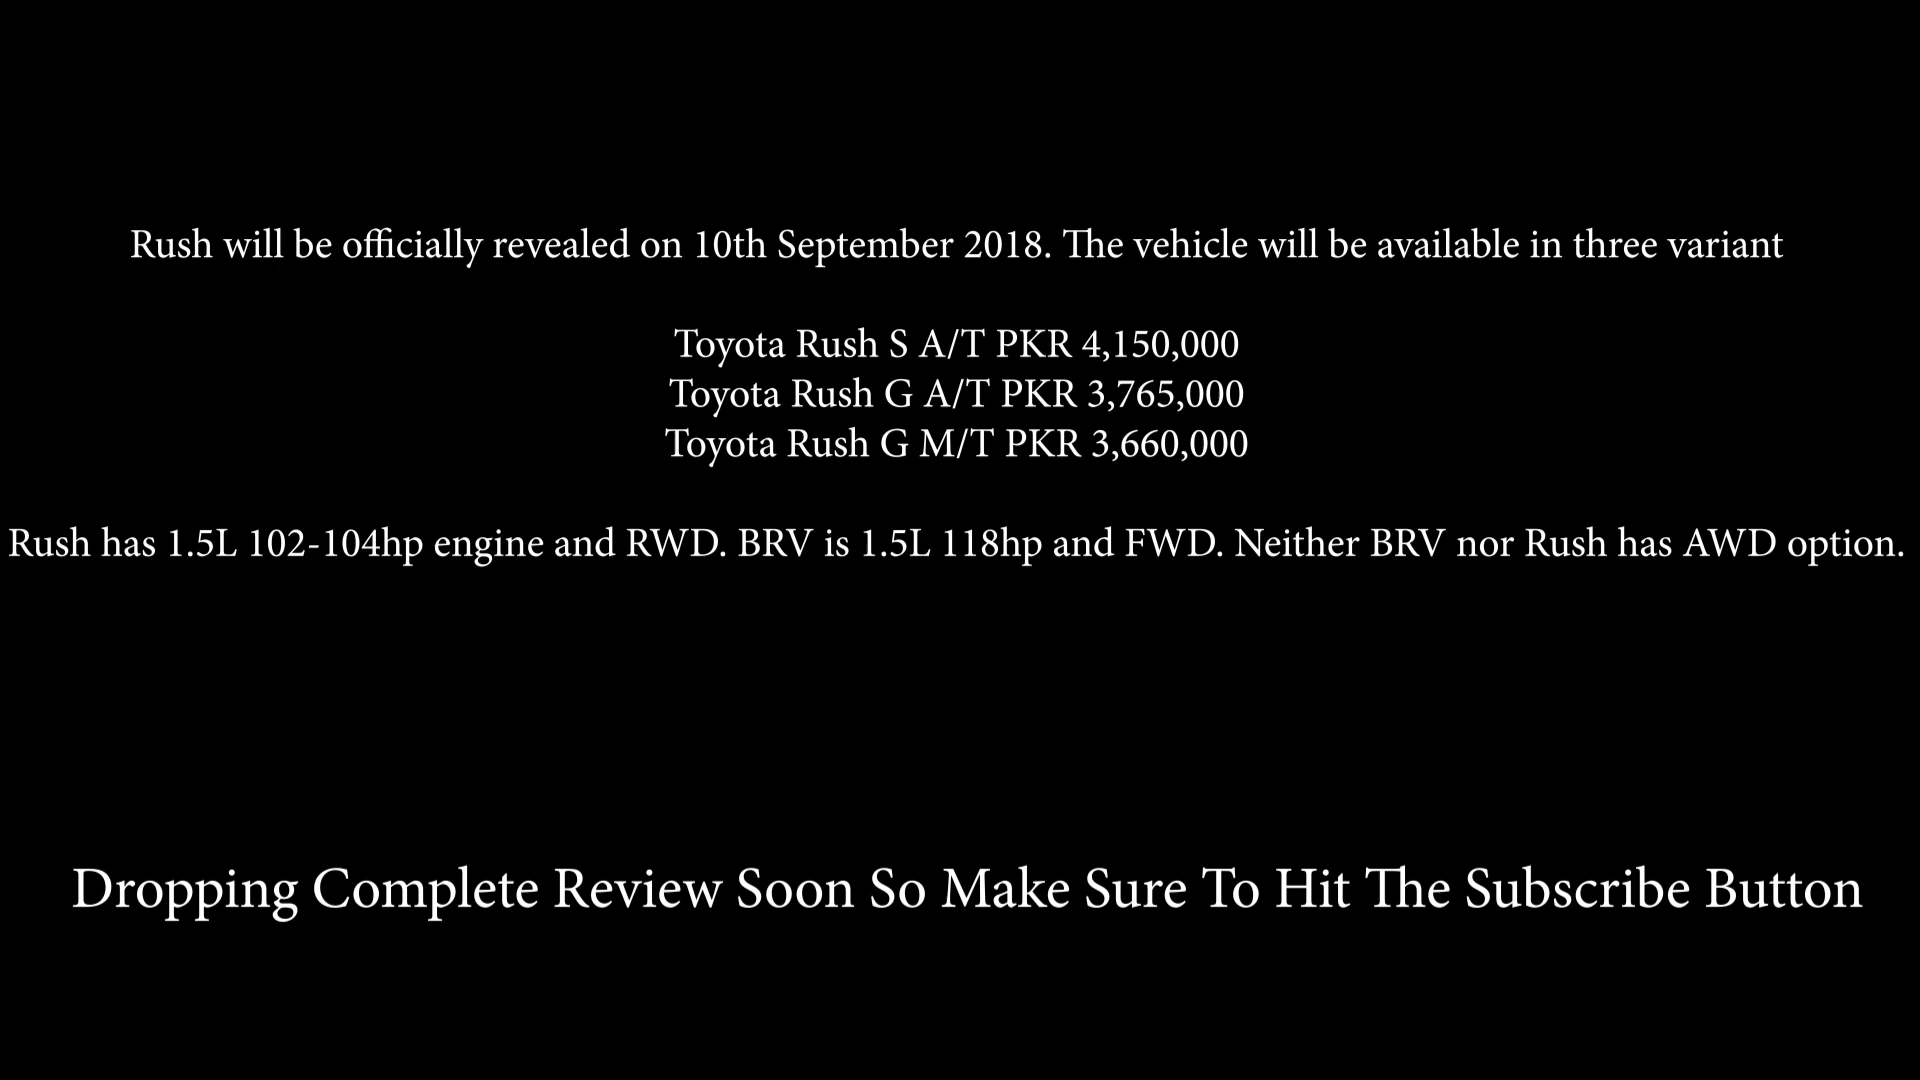 Rush will be officially revealed on 10th September 2018. The vehicle will be available in three variant
Toyota Rush S A/T PKR 4,150,000
Toyota Rush G A/T PKR 3,765,000
Toyota Rush G M/T PKR 3,660,000
Rush has 1.5L 102-104hp engine and RWD. BRV is 1.5L 118hp and FWD. Neither BRV nor Rush has AWD option.
Dropping Complete Review Soon So Make Sure To Hit The Subscribe Button